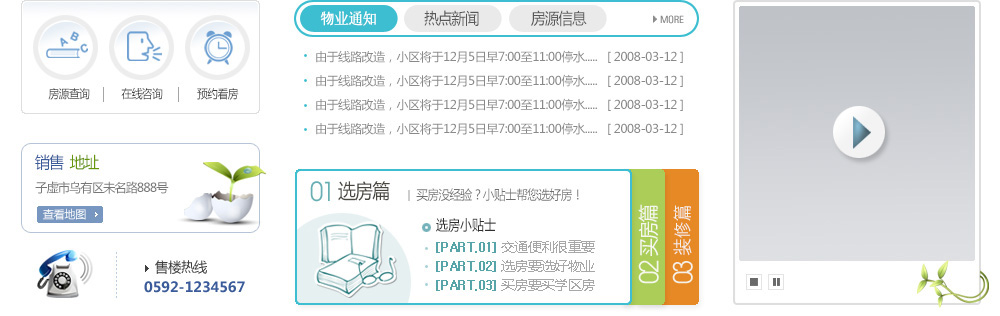 房源查询 在线咨询 预约看房
销售 地址
子虚市乌有区未名路888号
查看地图
售楼热线
0592-1234567
物业通知 热点新闻 房源信息 MORE
由于线路改造，小区将于12月5日早7:00至11:00停水..... [ 2008-03-12 ]
由于线路改造，小区将于12月5日早7:00至11:00停水..... [ 2008-03-12 ]
由于线路改造，小区将于12月5日早7:00至11:00停水..... [ 2008-03-12 ]
由于线路改造，小区将于12月5日早7:00至11:00停水..... [ 2008-03-12 ]
01 选房篇 | 买房没经验？小贴士帮您选好房！
选房小贴士
[PART.01] 交通便利很重要
[PART.02] 选房要选好物业
[PART.03] 买房要买学区房
02 买房篇
03 装修篇
A B C